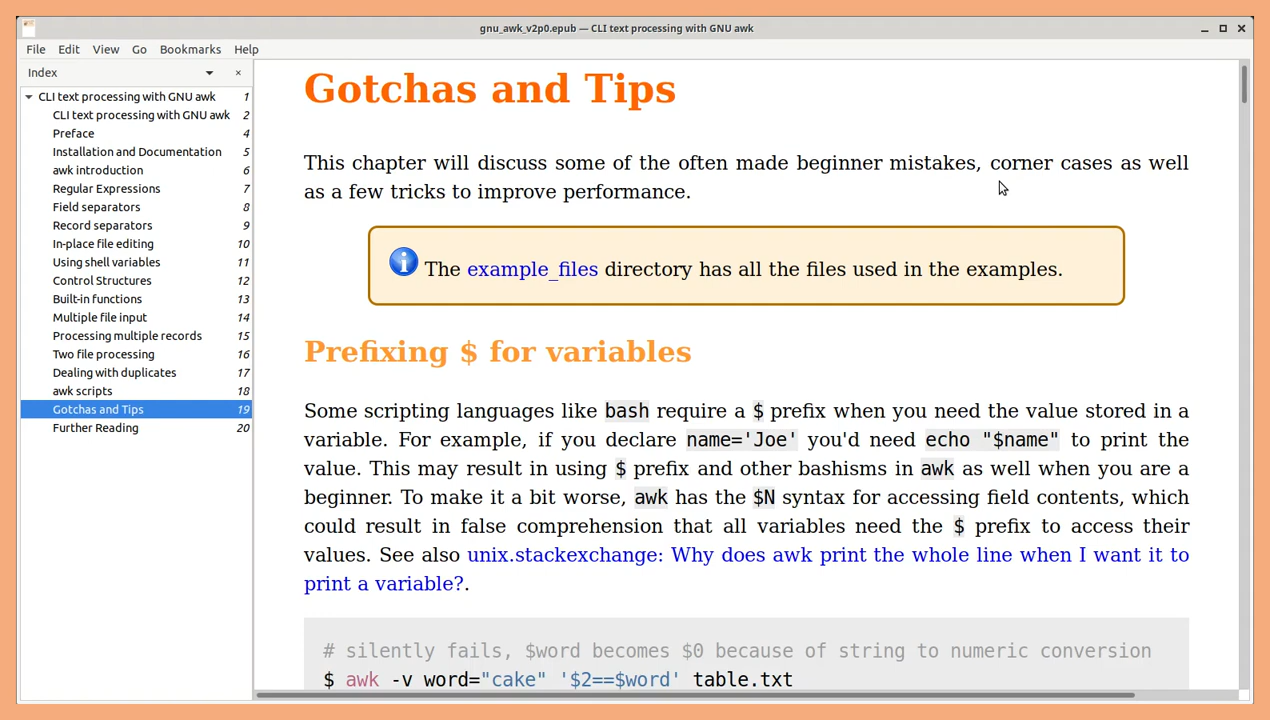 gnu_awk_v2p0.epub — CLI text processing with GNU awk
File Edit View Go Bookmarks Help
Index
CLI text processing with GNU awk 1
CLI text processing with GNU awk 2
Preface 4
Installation and Documentation 5
awk introduction 6
Regular Expressions 7
Field separators 8
Record separators 9
In-place file editing 10
Using shell variables 11
Control Structures 12
Built-in functions 13
Multiple file input 14
Processing multiple records 15
Two file processing 16
Dealing with duplicates 17
awk scripts 18
Gotchas and Tips 19
Further Reading 20
Gotchas and Tips
This chapter will discuss some of the often made beginner mistakes, corner cases as well
as a few tricks to improve performance.
The example_files directory has all the files used in the examples.
Prefixing $ for variables
Some scripting languages like bash require a $ prefix when you need the value stored in a
variable. For example, if you declare name='Joe' you'd need echo "$name" to print the
value. This may result in using $ prefix and other bashisms in awk as well when you are a
beginner. To make it a bit worse, awk has the $N syntax for accessing field contents, which
could result in false comprehension that all variables need the $ prefix to access their
values. See also unix.stackexchange: Why does awk print the whole line when I want it to
print a variable?.
# silently fails, $word becomes $0 because of string to numeric conversion
$ awk -v word="cake" '$2==$word' table.txt